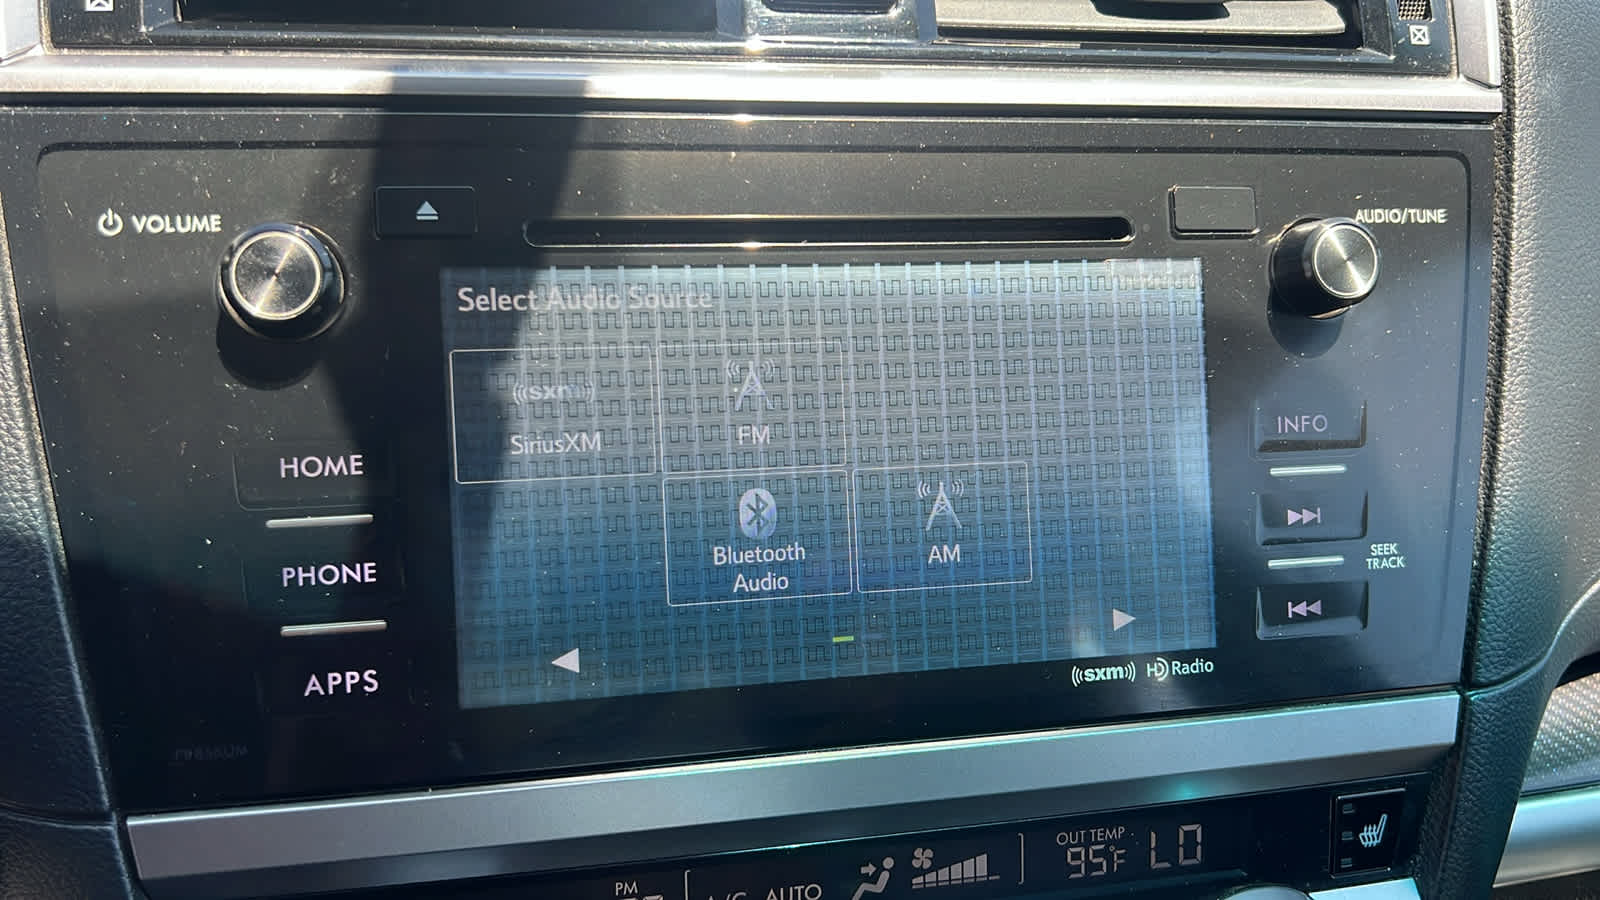 VOLUME
AUDIO/TUNE
Select Audio Source
sxm
SiriusXM
FM
INFO
HOME
Bluetooth
Audio
AM
SEEK
TRACK
PHONE
APPS
sxm HD Radio
OUT TEMP
95°F
LO
PM
A/C AUTO